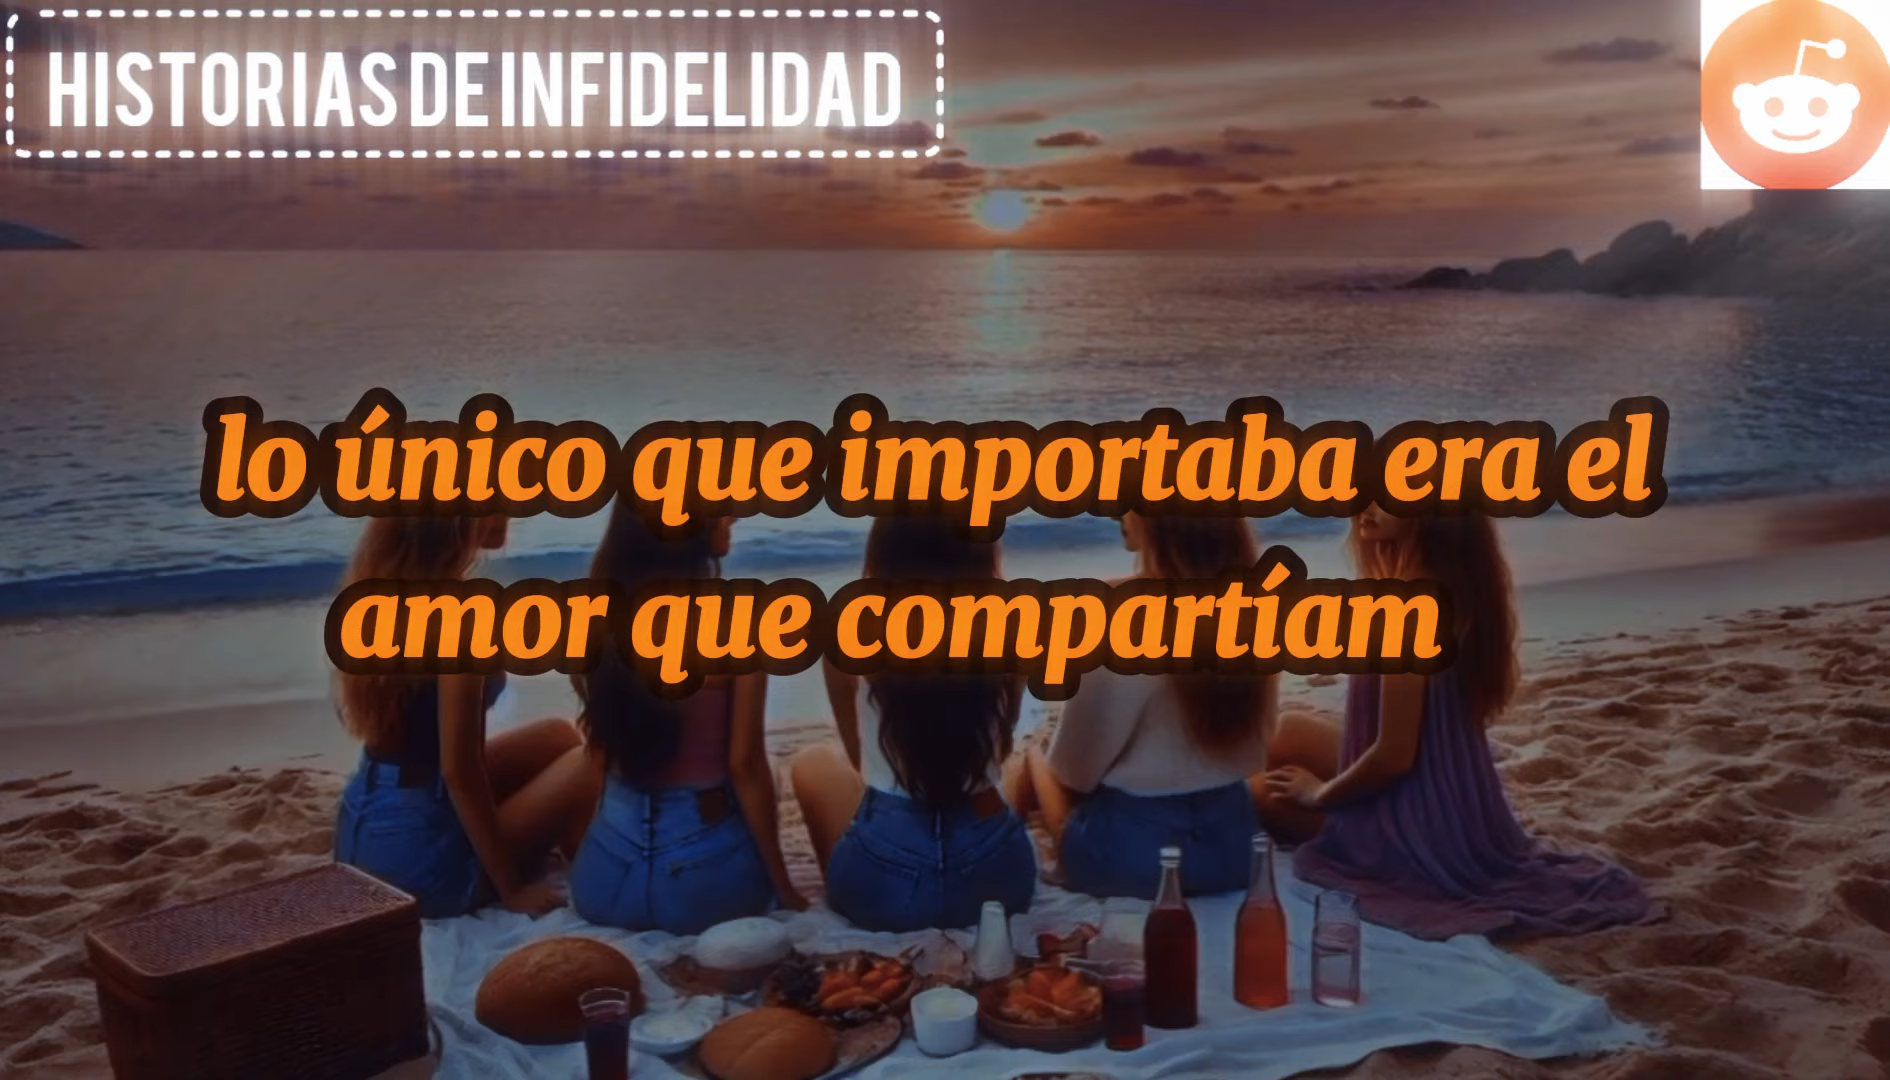 HISTORIAS DE INFIDELIDAD
lo único que importaba era el
amor que compartíam